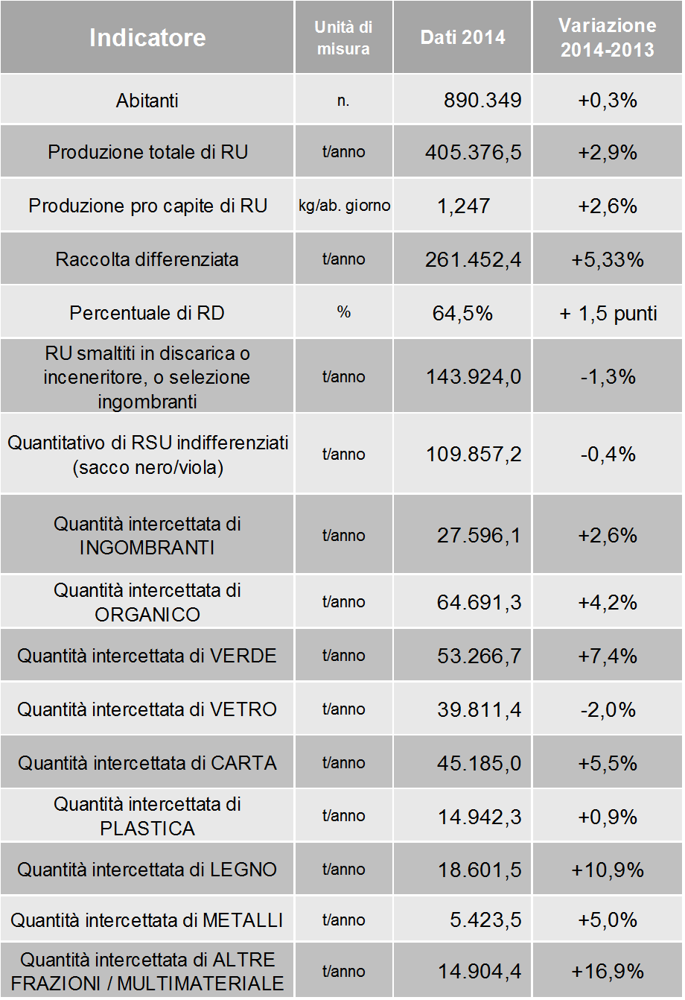 Indicatore
Unità di
misura
Dati 2014
Variazione
2014-2013
Abitanti
n.
890.349
+0,3%
Produzione totale di RU
t/anno
405.376,5
+2,9%
Produzione pro capite di RU
kg/ab. giorno
1,247
+2,6%
Raccolta differenziata
t/anno
261.452,4
+5,33%
Percentuale di RD
%
64,5%
+ 1,5 punti
RU smaltiti in discarica o
inceneritore, o selezione
ingombranti
t/anno
143.924,0
-1,3%
Quantitativo di RSU indifferenziati
(sacco nero/viola)
t/anno
109.857,2
-0,4%
Quantità intercettata di
INGOMBRANTI
t/anno
27.596,1
+2,6%
Quantità intercettata di
ORGANICO
t/anno
64.691,3
+4,2%
Quantità intercettata di VERDE
t/anno
53.266,7
+7,4%
Quantità intercettata di VETRO
t/anno
39.811,4
-2,0%
Quantità intercettata di CARTA
t/anno
45.185,0
+5,5%
Quantità intercettata di
PLASTICA
t/anno
14.942,3
+0,9%
Quantità intercettata di LEGNO
t/anno
18.601,5
+10,9%
Quantità intercettata di METALLI
t/anno
5.423,5
+5,0%
Quantità intercettata di ALTRE
FRAZIONI / MULTIMATERIALE
t/anno
14.904,4
+16,9%